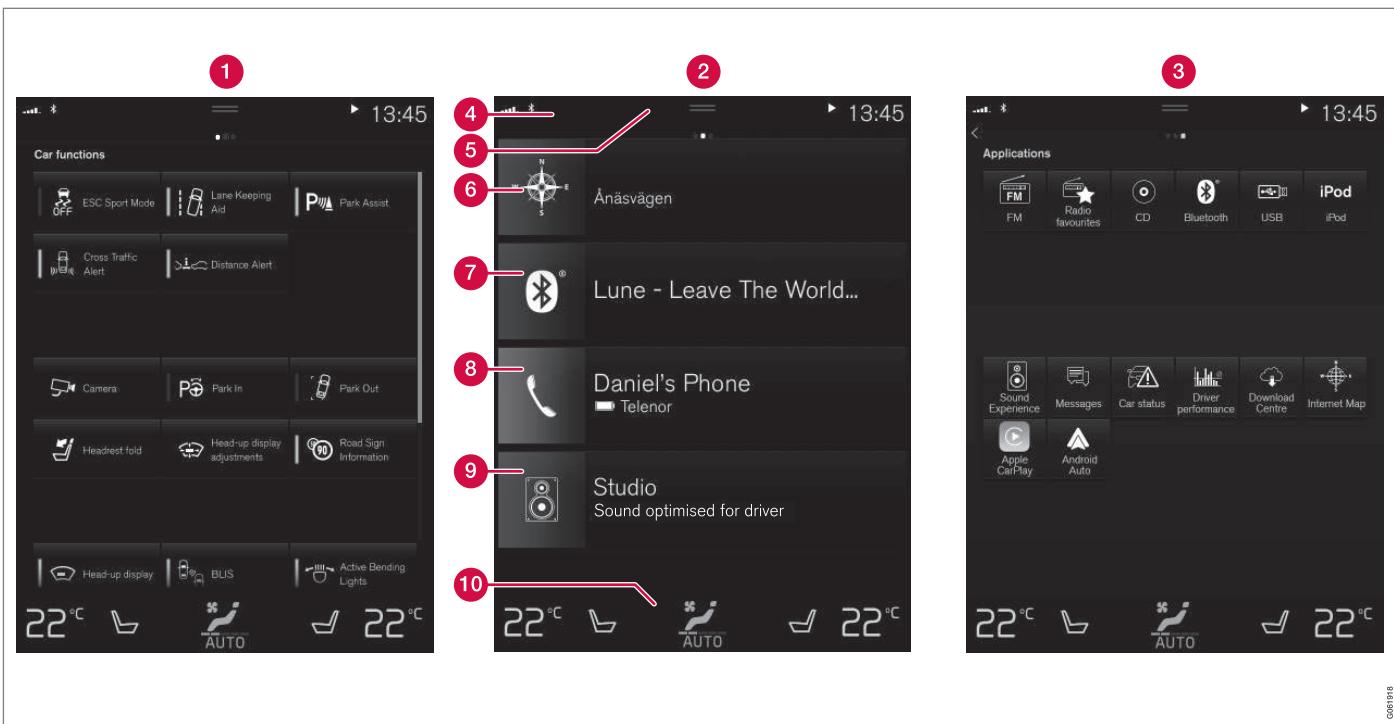 1
2
3
13:45
Car functions
ESC Sport Mode
OFF
Lane Keeping
Aid
P Park Assist
Cross Traffic
Alert
Distance Alert
Camera
P Park In
Park Out
Headrest fold
Head-up display
adjustments
90
Road Sign
Information
Head-up display
BLIS
Active Bending
Lights
22°C
AUTO
22°C
4
13:45
5
6
N
W
E
S
Ånäsvägen
7
Lune - Leave The World...
8
Daniel's Phone
Telenor
9
Studio
Sound optimised for driver
10
22°C
AUTO
22°C
13:45
Applications
FM
FM
Radio
favourites
CD
Bluetooth
USB
iPod
iPod
Sound
Experience
Messages
Car status
Driver
performance
Download
Centre
Internet Map
Apple
CarPlay
Android
Auto
22°C
AUTO
22°C
G061918